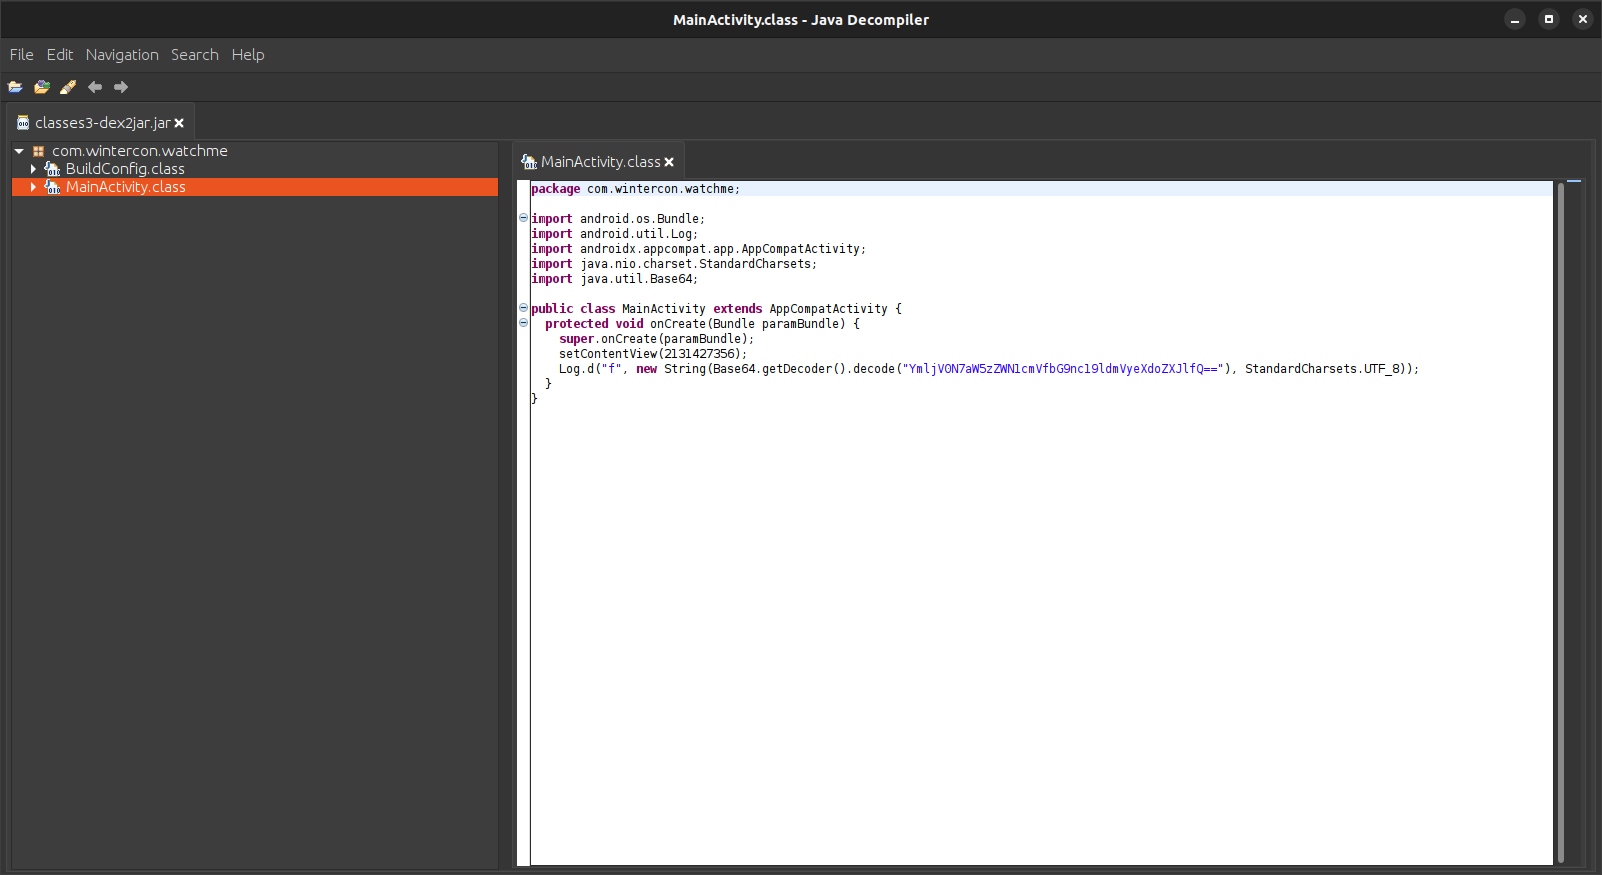 MainActivity.class - Java Decompiler
File Edit Navigation Search Help
classes3-dex2jar.jar
com.wintercon.watchme
BuildConfig.class
MainActivity.class
MainActivity.class
package com.wintercon.watchme;
import android.os.Bundle;
import android.util.Log;
import androidx.appcompat.app.AppCompatActivity;
import java.nio.charset.StandardCharsets;
import java.util.Base64;
public class MainActivity extends AppCompatActivity {
protected void onCreate(Bundle paramBundle) {
super.onCreate(paramBundle);
setContentView(2131427356);
Log.d("f", new String(Base64.getDecoder().decode("YmljV0N7aW5zZWN1cmVfbG9nc19ldmVyeXdoZXJlfQ=="), StandardCharsets.UTF_8));
}
}